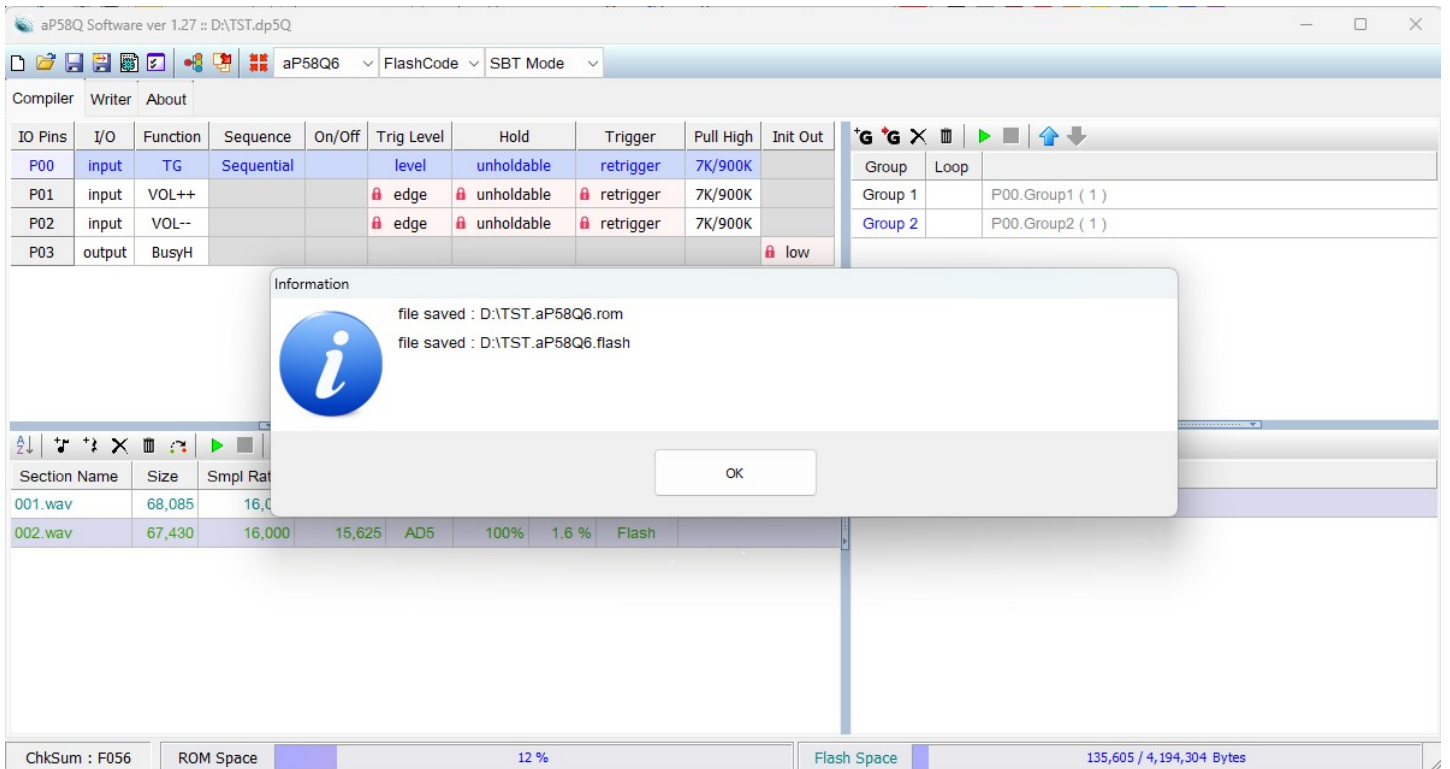 aP58Q Software ver 1.27 :: D:\TST.dp5Q
aP58Q6 FlashCode SBT Mode
Compiler Writer About
IO Pins I/O Function Sequence On/Off Trig Level Hold Trigger Pull High Init Out
P00 input TG Sequential level unholdable retrigger 7K/900K
P01 input VOL++ edge unholdable retrigger 7K/900K
P02 input VOL-- edge unholdable retrigger 7K/900K
P03 output BusyH low
+G +G
Group Loop
Group 1 P00.Group1 ( 1 )
Group 2 P00.Group2 ( 1 )
Information
file saved : D:\TST.aP58Q6.rom
file saved : D:\TST.aP58Q6.flash
OK
Section Name Size Smpl Rat
001.wav 68,085 16,0
002.wav 67,430 16,000 15,625 AD5 100% 1.6 % Flash
ChkSum : F056 ROM Space 12 % Flash Space 135,605 / 4,194,304 Bytes